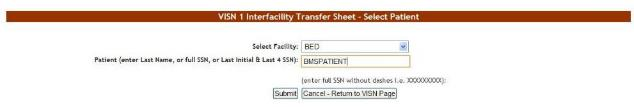 VISN 1 Interfacility Transfer Sheet - Select Patient
Select Facility: BED
Patient (enter Last Name, or full SSN, or Last Initial & Last 4 SSN): BMSPATIENT
(enter full SSN without dashes i.e. XXXXXXXXX):
Submit Cancel - Return to VISN Page